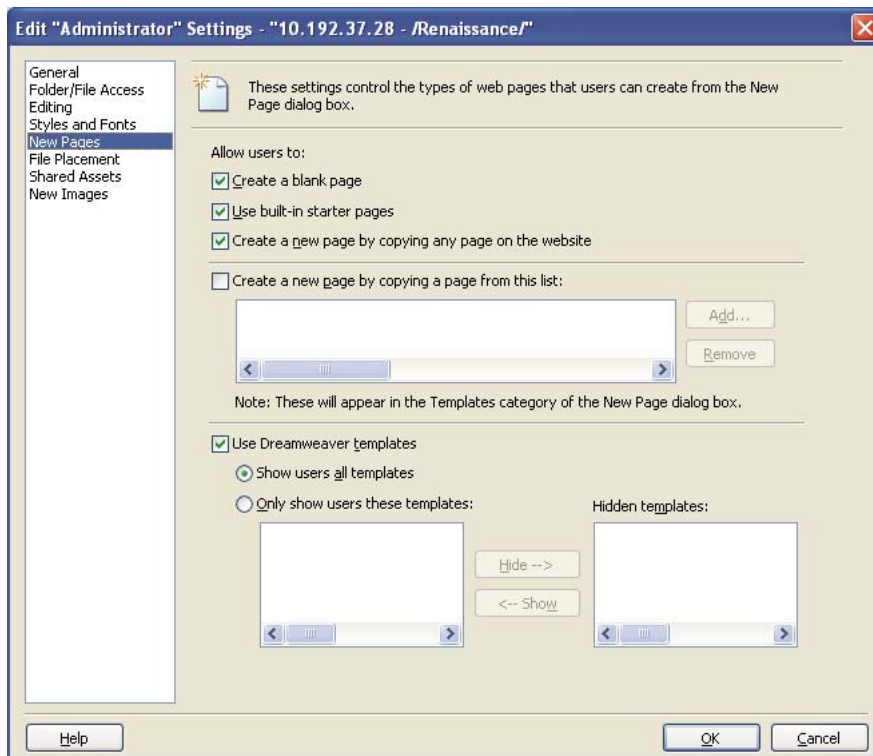 Edit "Administrator" Settings - "10.192.37.28 - /Renaissance/"
General
Folder/File Access
Editing
Styles and Fonts
New Pages
File Placement
Shared Assets
New Images
These settings control the types of web pages that users can create from the New
Page dialog box.
Allow users to:
Create a blank page
Use built-in starter pages
Create a new page by copying any page on the website
Create a new page by copying a page from this list:
Add...
Remove
Note: These will appear in the Templates category of the New Page dialog box.
Use Dreamweaver templates
Show users all templates
Only show users these templates:
Hidden templates:
Hide -->
<-- Show
Help
OK
Cancel